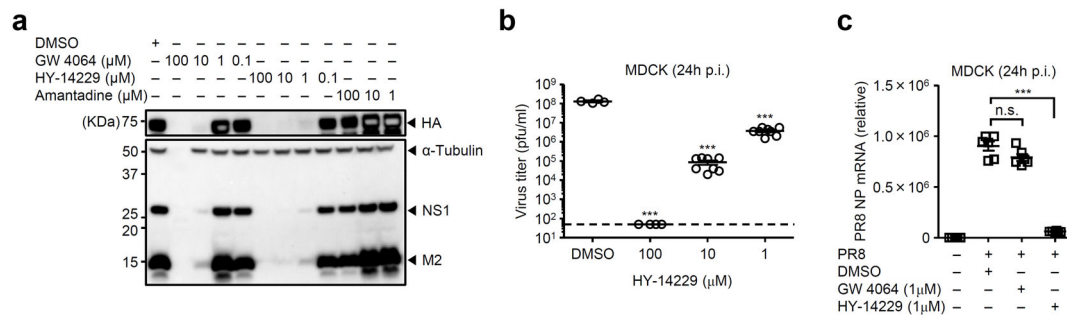 a
DMSO + – – – – – – – – – – –
GW 4064 (μM) – 100 10 1 0.1 – – – – – – –
HY-14229 (μM) – – – – – 100 10 1 0.1 – – –
Amantadine (μM) – – – – – – – – – 100 10 1
(KDa) 75
HA
50
α-Tubulin
37
25
NS1
20
15
M2
b
MDCK (24h p.i.)
Virus titer (pfu/ml)
10⁹
10⁸
10⁷
10⁶
10⁵
10⁴
10³
10²
10¹
***
***
***
DMSO 100 10 1
HY-14229 (μM)
c
MDCK (24h p.i.)
PR8 NP mRNA (relative)
1.5×10⁶
1.0×10⁶
0.5×10⁶
0
***
n.s.
PR8 – + + +
DMSO – + – –
GW 4064 (1μM) – – + –
HY-14229 (1μM) – – – +